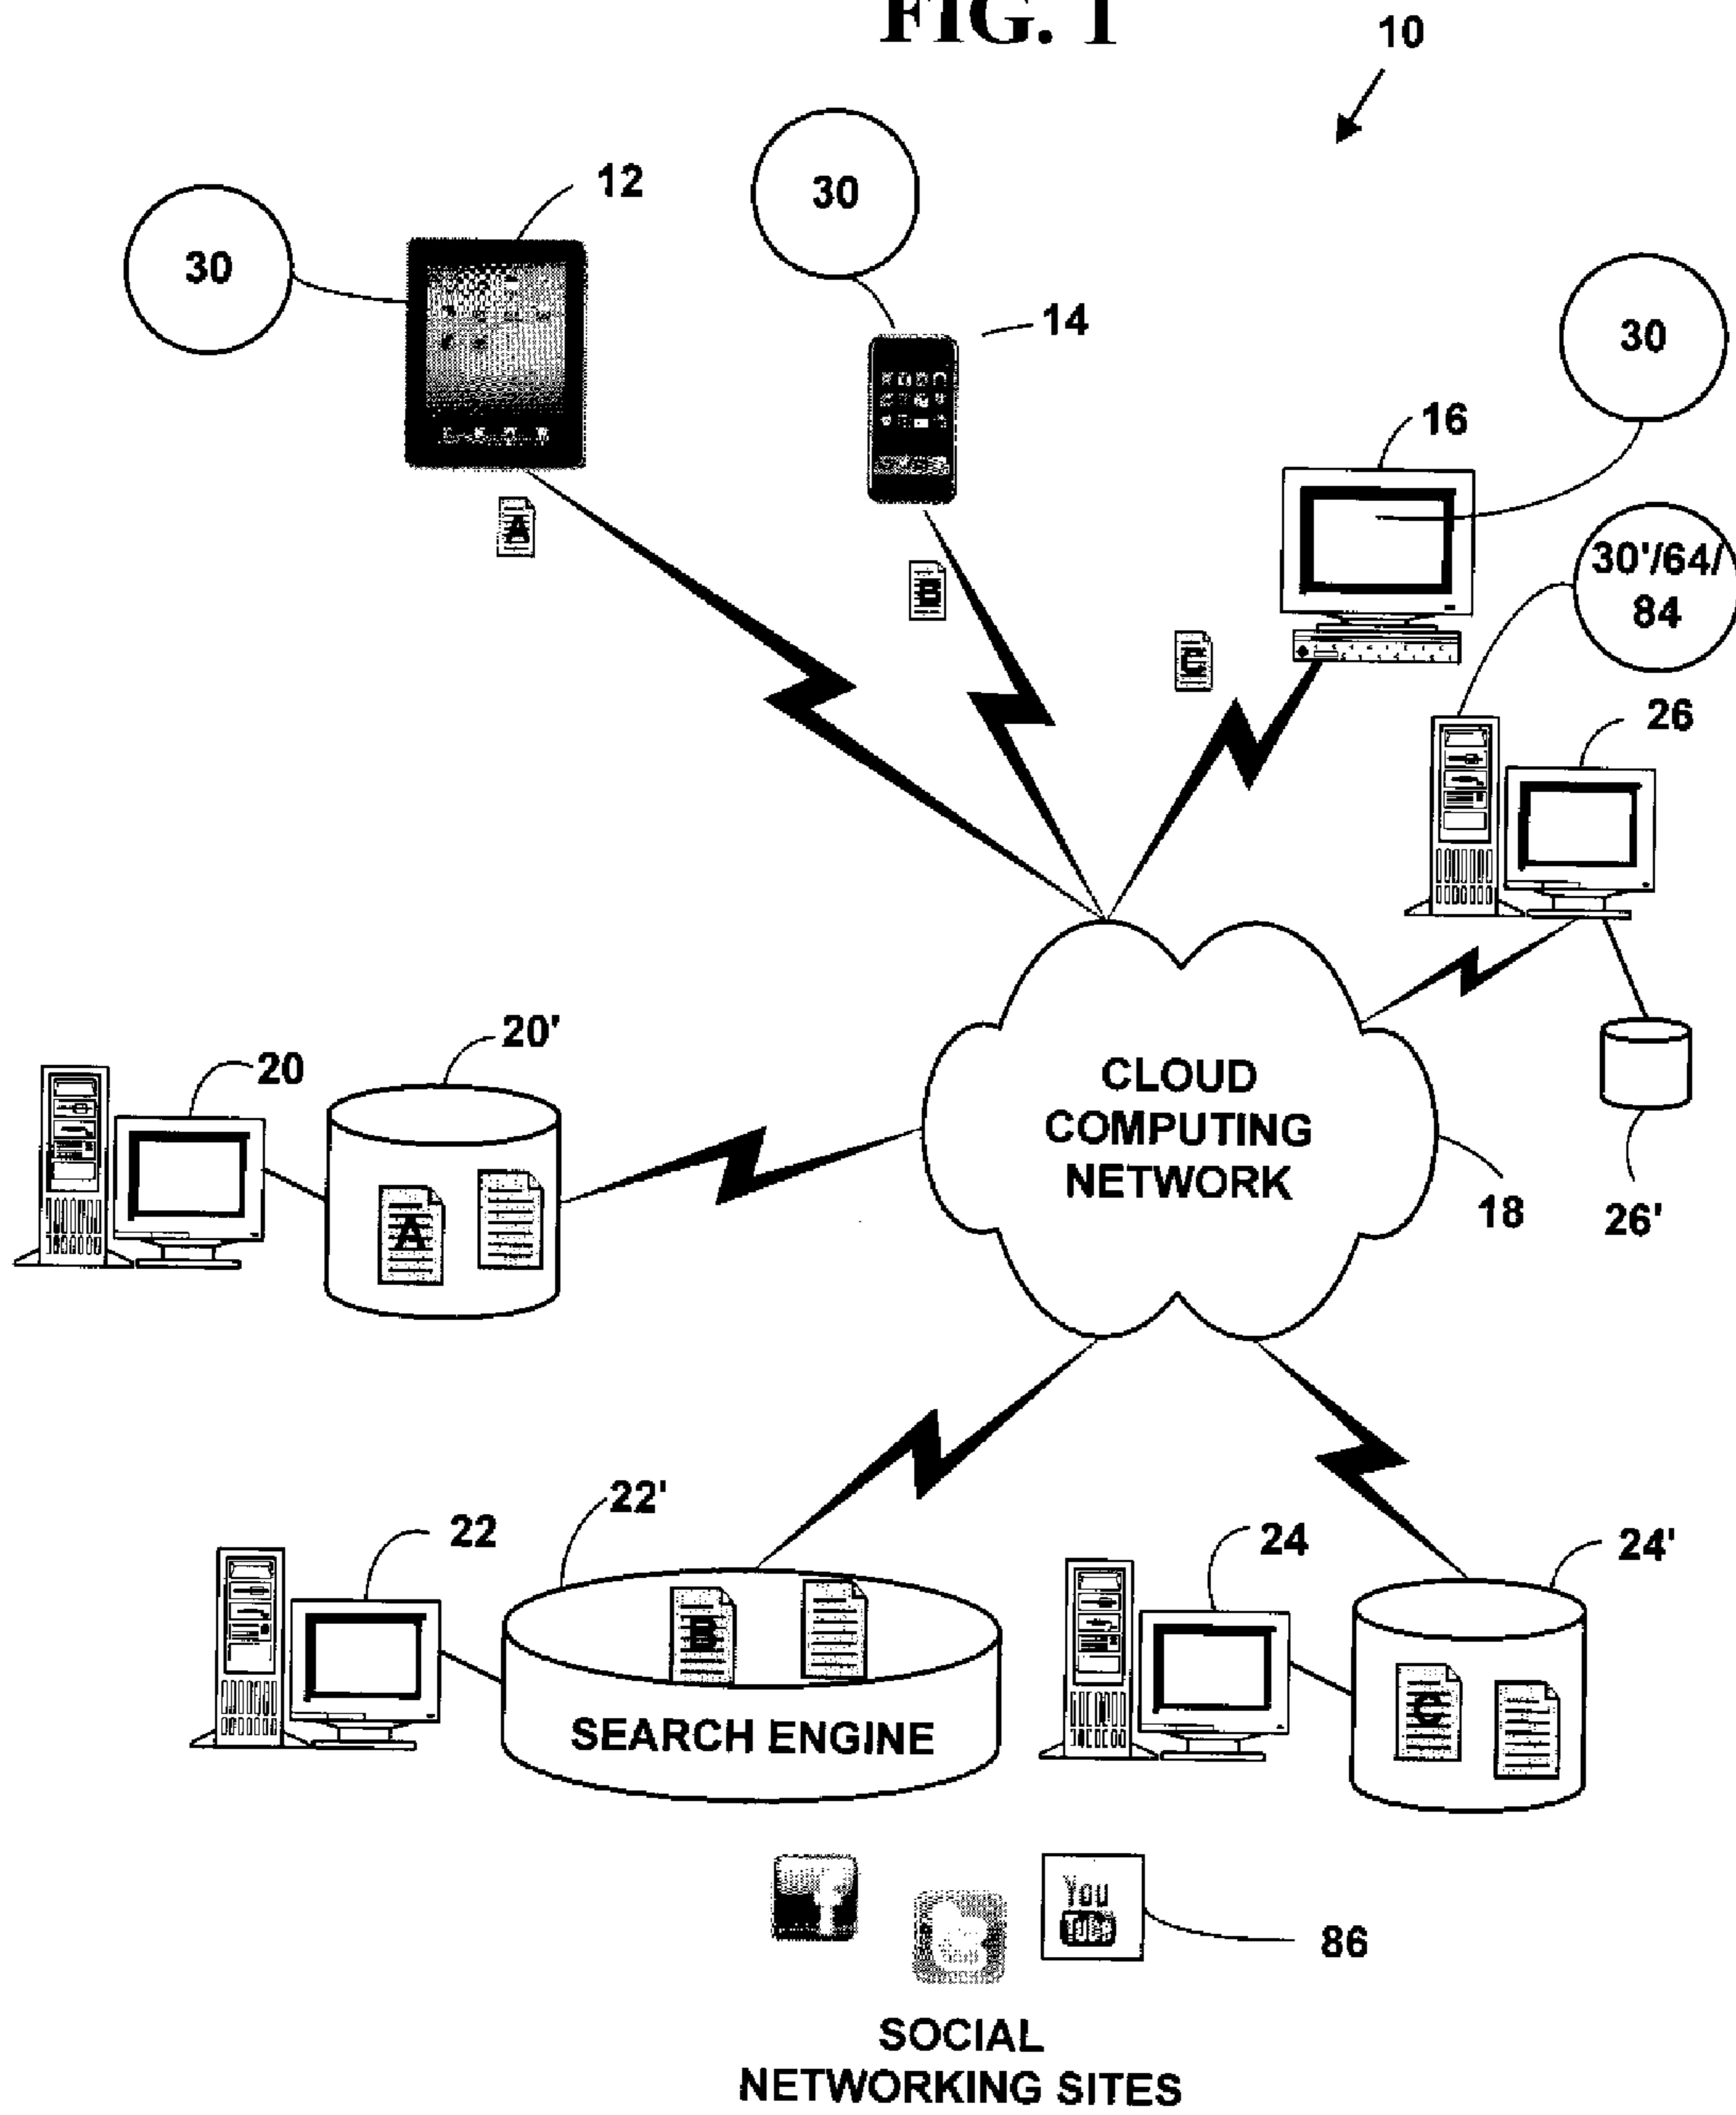 FIG. 1
10
12
30
30
14
30
16
A
B
30'/64/
84
C
26
20'
20
CLOUD
COMPUTING
NETWORK
18
26'
A
22'
22
24
24'
B
C
SEARCH ENGINE
You
Tube
86
SOCIAL
NETWORKING SITES